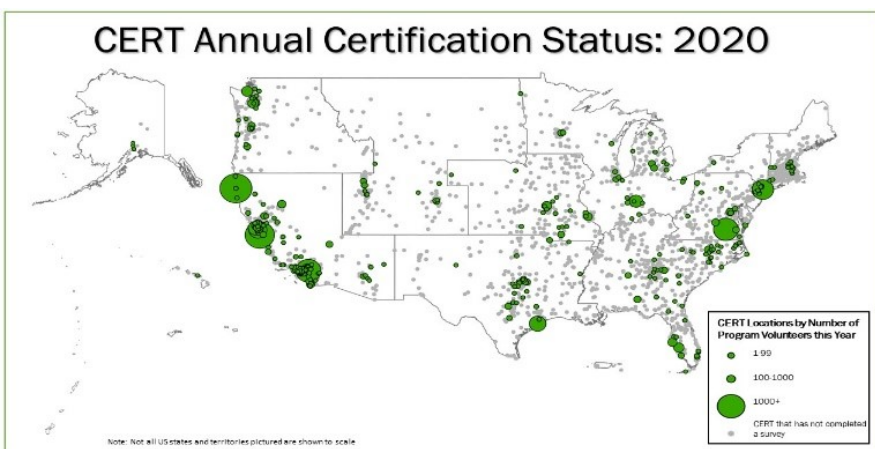 CERT Annual Certification Status: 2020
CERT Locations by Number of
Program Volunteers this Year
1-99
100-1000
1000+
CERT that has not completed
a survey
Note: Not all US states and territories pictured are shown to scale